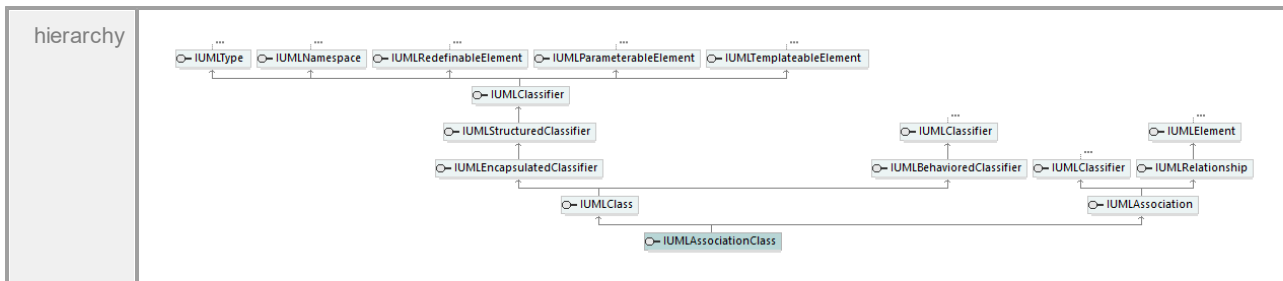 hierarchy
... ... ... ... ...
IUMLType IUMLNamespace IUMLRedefinableElement IUMLParameterableElement IUMLTemplateableElement
IUMLClassifier
... ...
IUMLStructuredClassifier IUMLClassifier IUMLElement
...
IUMLEncapsulatedClassifier IUMLBehavioredClassifier IUMLClassifier IUMLRelationship
IUMLClass IUMLAssociation
IUMLAssociationClass